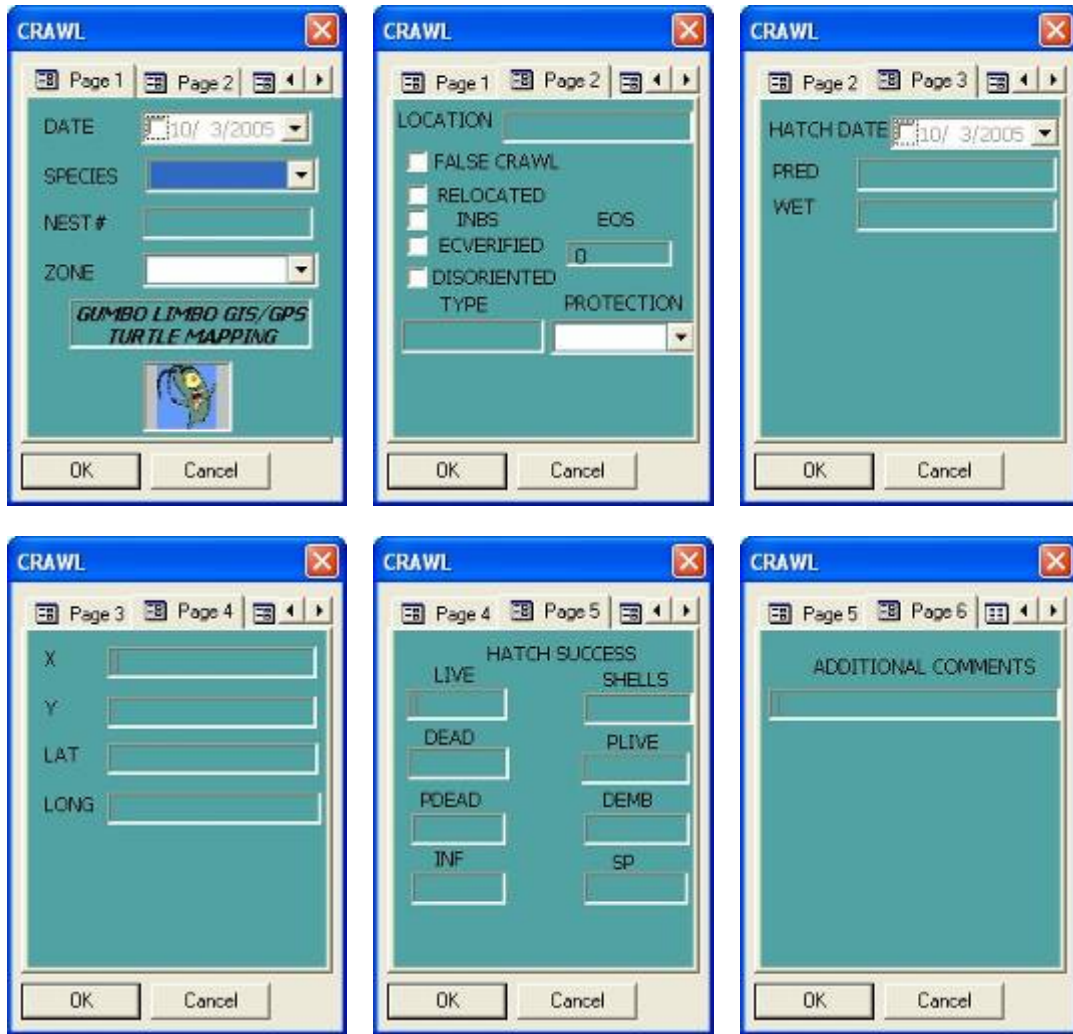 CRAWL
Page 1 Page 2
DATE 10/ 3/2005
SPECIES
NEST #
ZONE
GUMBO LIMBO GIS/GPS
TURTLE MAPPING
OK Cancel
CRAWL
Page 1 Page 2
LOCATION
FALSE CRAWL
RELOCATED
INBS EOS
ECVERIFIED 0
DISORIENTED
TYPE PROTECTION
OK Cancel
CRAWL
Page 2 Page 3
HATCH DATE 10/ 3/2005
PRED
WET
OK Cancel
CRAWL
Page 3 Page 4
X
Y
LAT
LONG
OK Cancel
CRAWL
Page 4 Page 5
HATCH SUCCESS
LIVE SHELLS
DEAD PLIVE
PDEAD DEMB
INF SP
OK Cancel
CRAWL
Page 5 Page 6
ADDITIONAL COMMENTS
OK Cancel